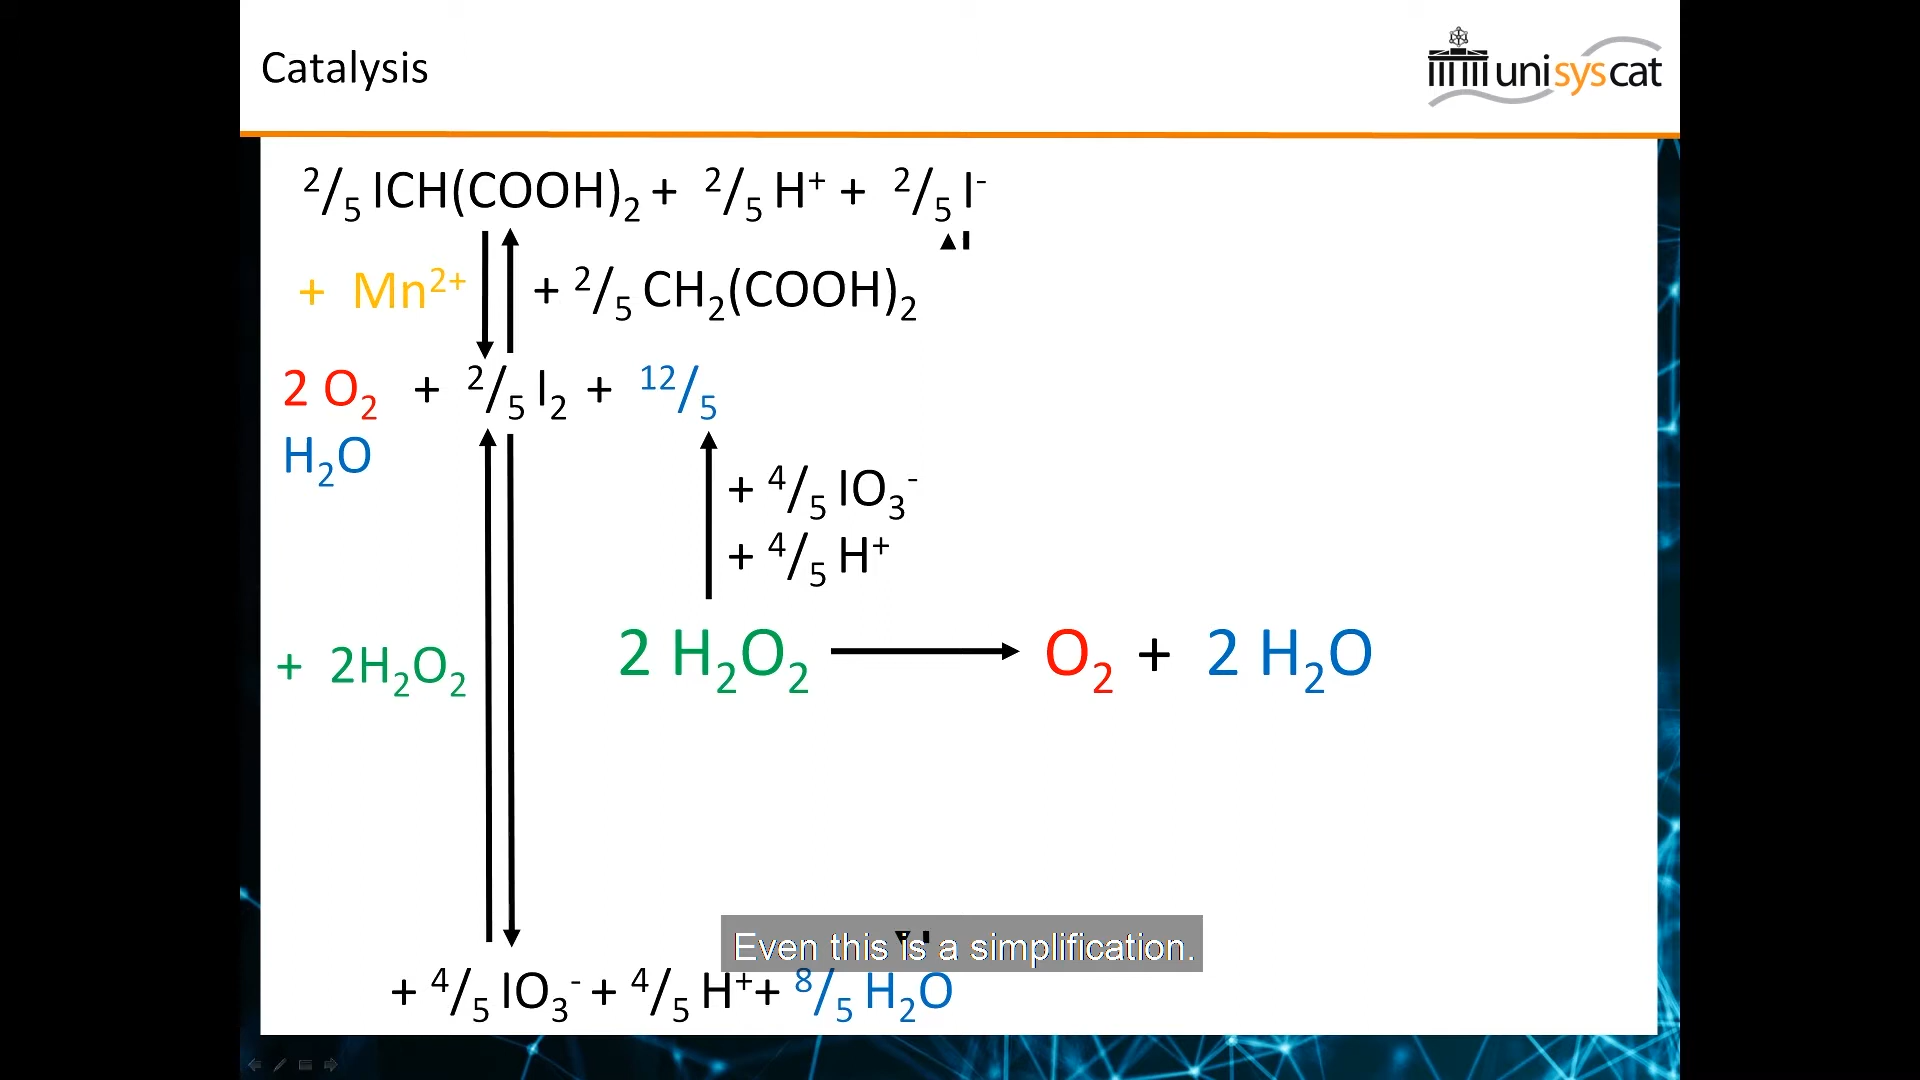 Catalysis
unisyscat
²/₅ ICH(COOH)₂ + ²/₅ H⁺ + ²/₅ I⁻
+ Mn²⁺
+ ²/₅ CH₂(COOH)₂
2 O₂ + ²/₅ I₂ + ¹²/₅
H₂O
+ ⁴/₅ IO₃⁻
+ ⁴/₅ H⁺
+ 2H₂O₂
2 H₂O₂ → O₂ + 2 H₂O
Even this is a simplification.
+ ⁴/₅ IO₃⁻ + ⁴/₅ H⁺+ ⁸/₅ H₂O